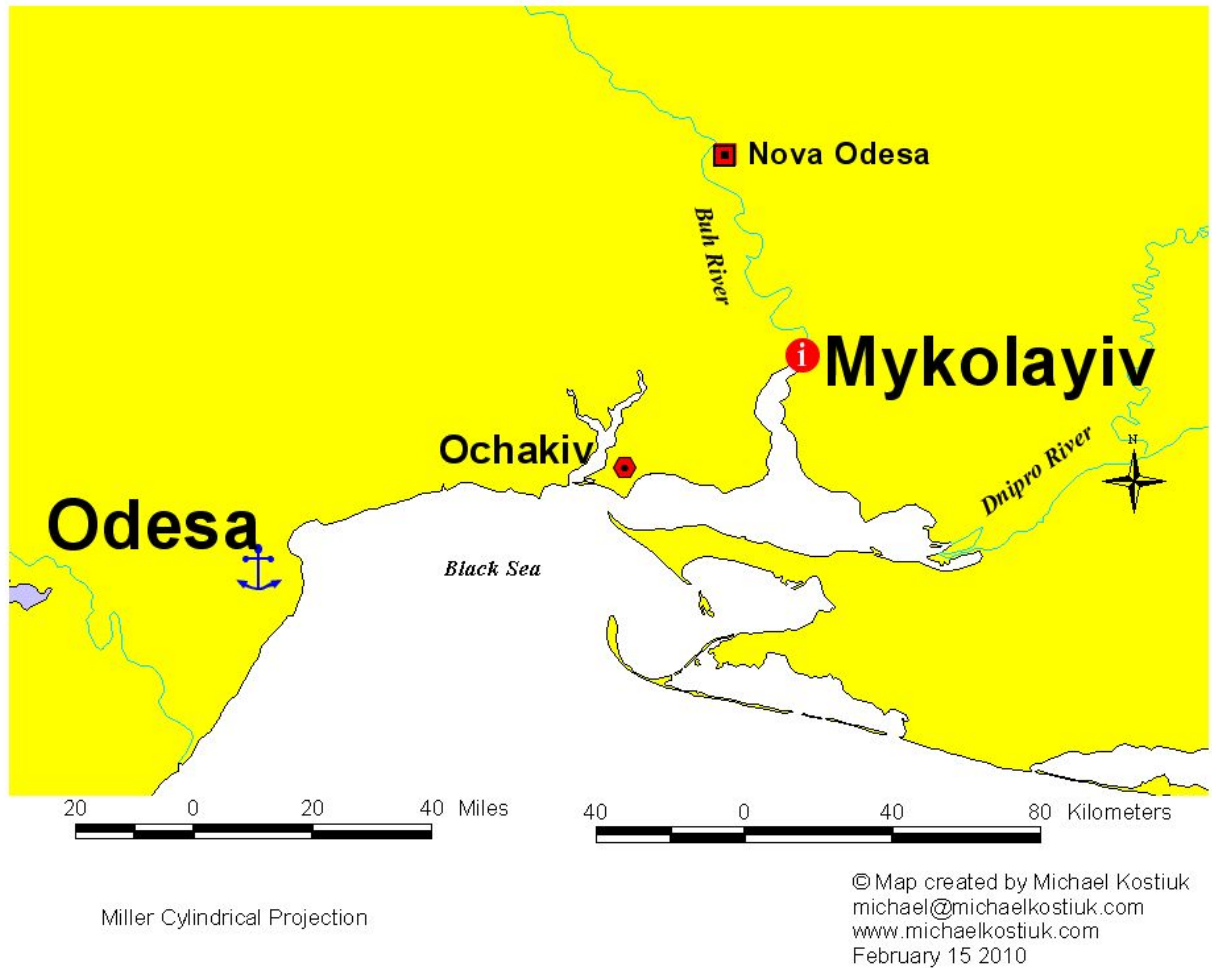 Nova Odesa
Buh River
Mykolayiv
Ochakiv
Dnipro River
N
Odesa
Black Sea
20 0 20 40 Miles
40 0 40 80 Kilometers
Miller Cylindrical Projection
© Map created by Michael Kostiuk
michael@michaelkostiuk.com
www.michaelkostiuk.com
February 15 2010
i